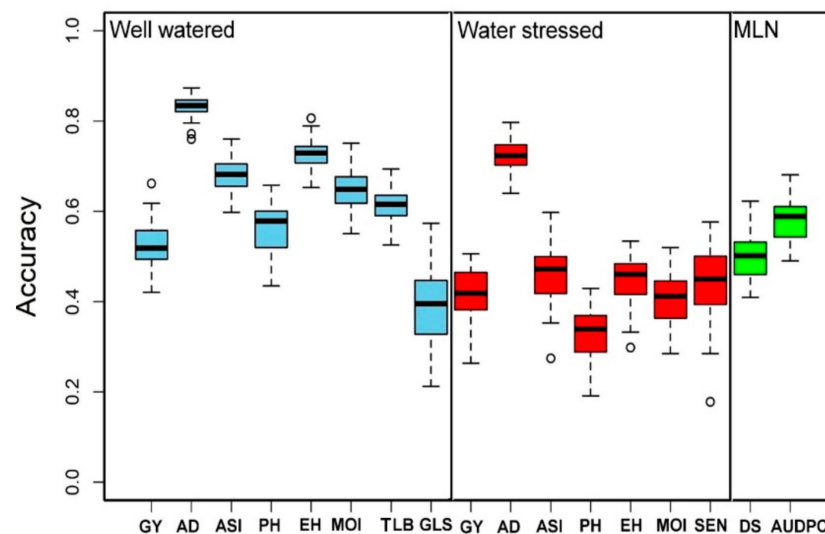 Well watered
Water stressed
MLN
Accuracy
1.0
0.8
0.6
0.4
0.2
0.0
GY AD ASI PH EH MOI TLB GLS GY AD ASI PH EH MOI SEN DS AUDPC